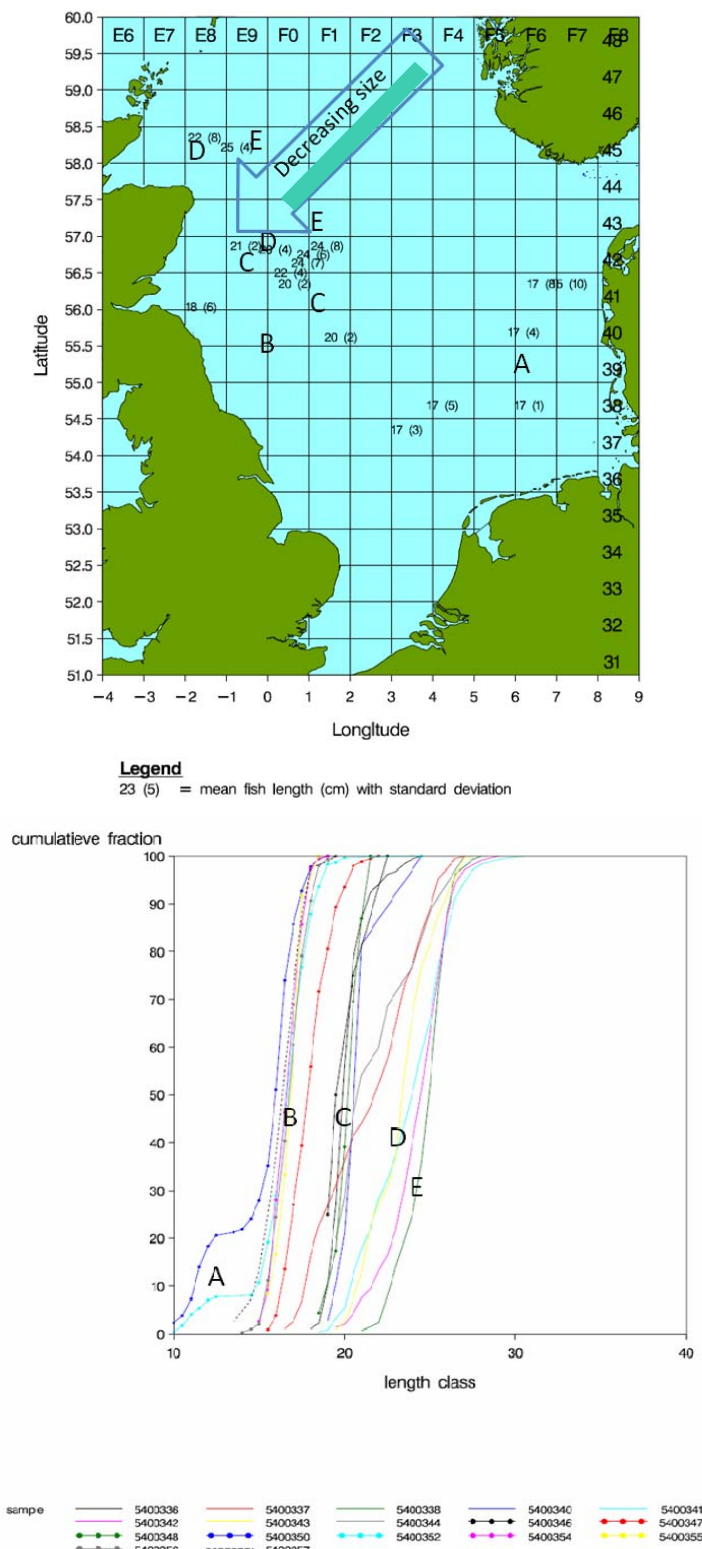 60.0 E6 E7 E8 E9 F0 F1 F2 F3 F4 F5 F6 F7 F8 48
59.5 47
59.0
Decreasing size
46
58.5 22 (8) E 45
D 25 (4)
58.0
44
57.5
E 43
57.0 D
21 (2) (4) 24 (8)
C 24 (6) 42
24 (7)
56.5 22 (4)
20 (2) 17 (10) 41
C
56.0 18 (6)
17 (4) 40
B 20 (2)
55.5
A 39
55.0
17 (5) 17 (1) 38
54.5 17 (3)
37
54.0
36
53.5
35
53.0
34
52.5
33
52.0
32
51.5
31
51.0
−4 −3 −2 −1 0 1 2 3 4 5 6 7 8 9
Latitude
Longitude
Legend
23 (5) = mean fish length (cm) with standard deviation
cumulatieve fraction
100
90
80
70
60
50
B C
40 D
30 E
20
A
10
0
10 20 30 40
length class
sample 5400336 5400337 5400338 5400340 5400341
5400342 5400343 5400344 5400346 5400347
5400348 5400350 5400352 5400354 5400355